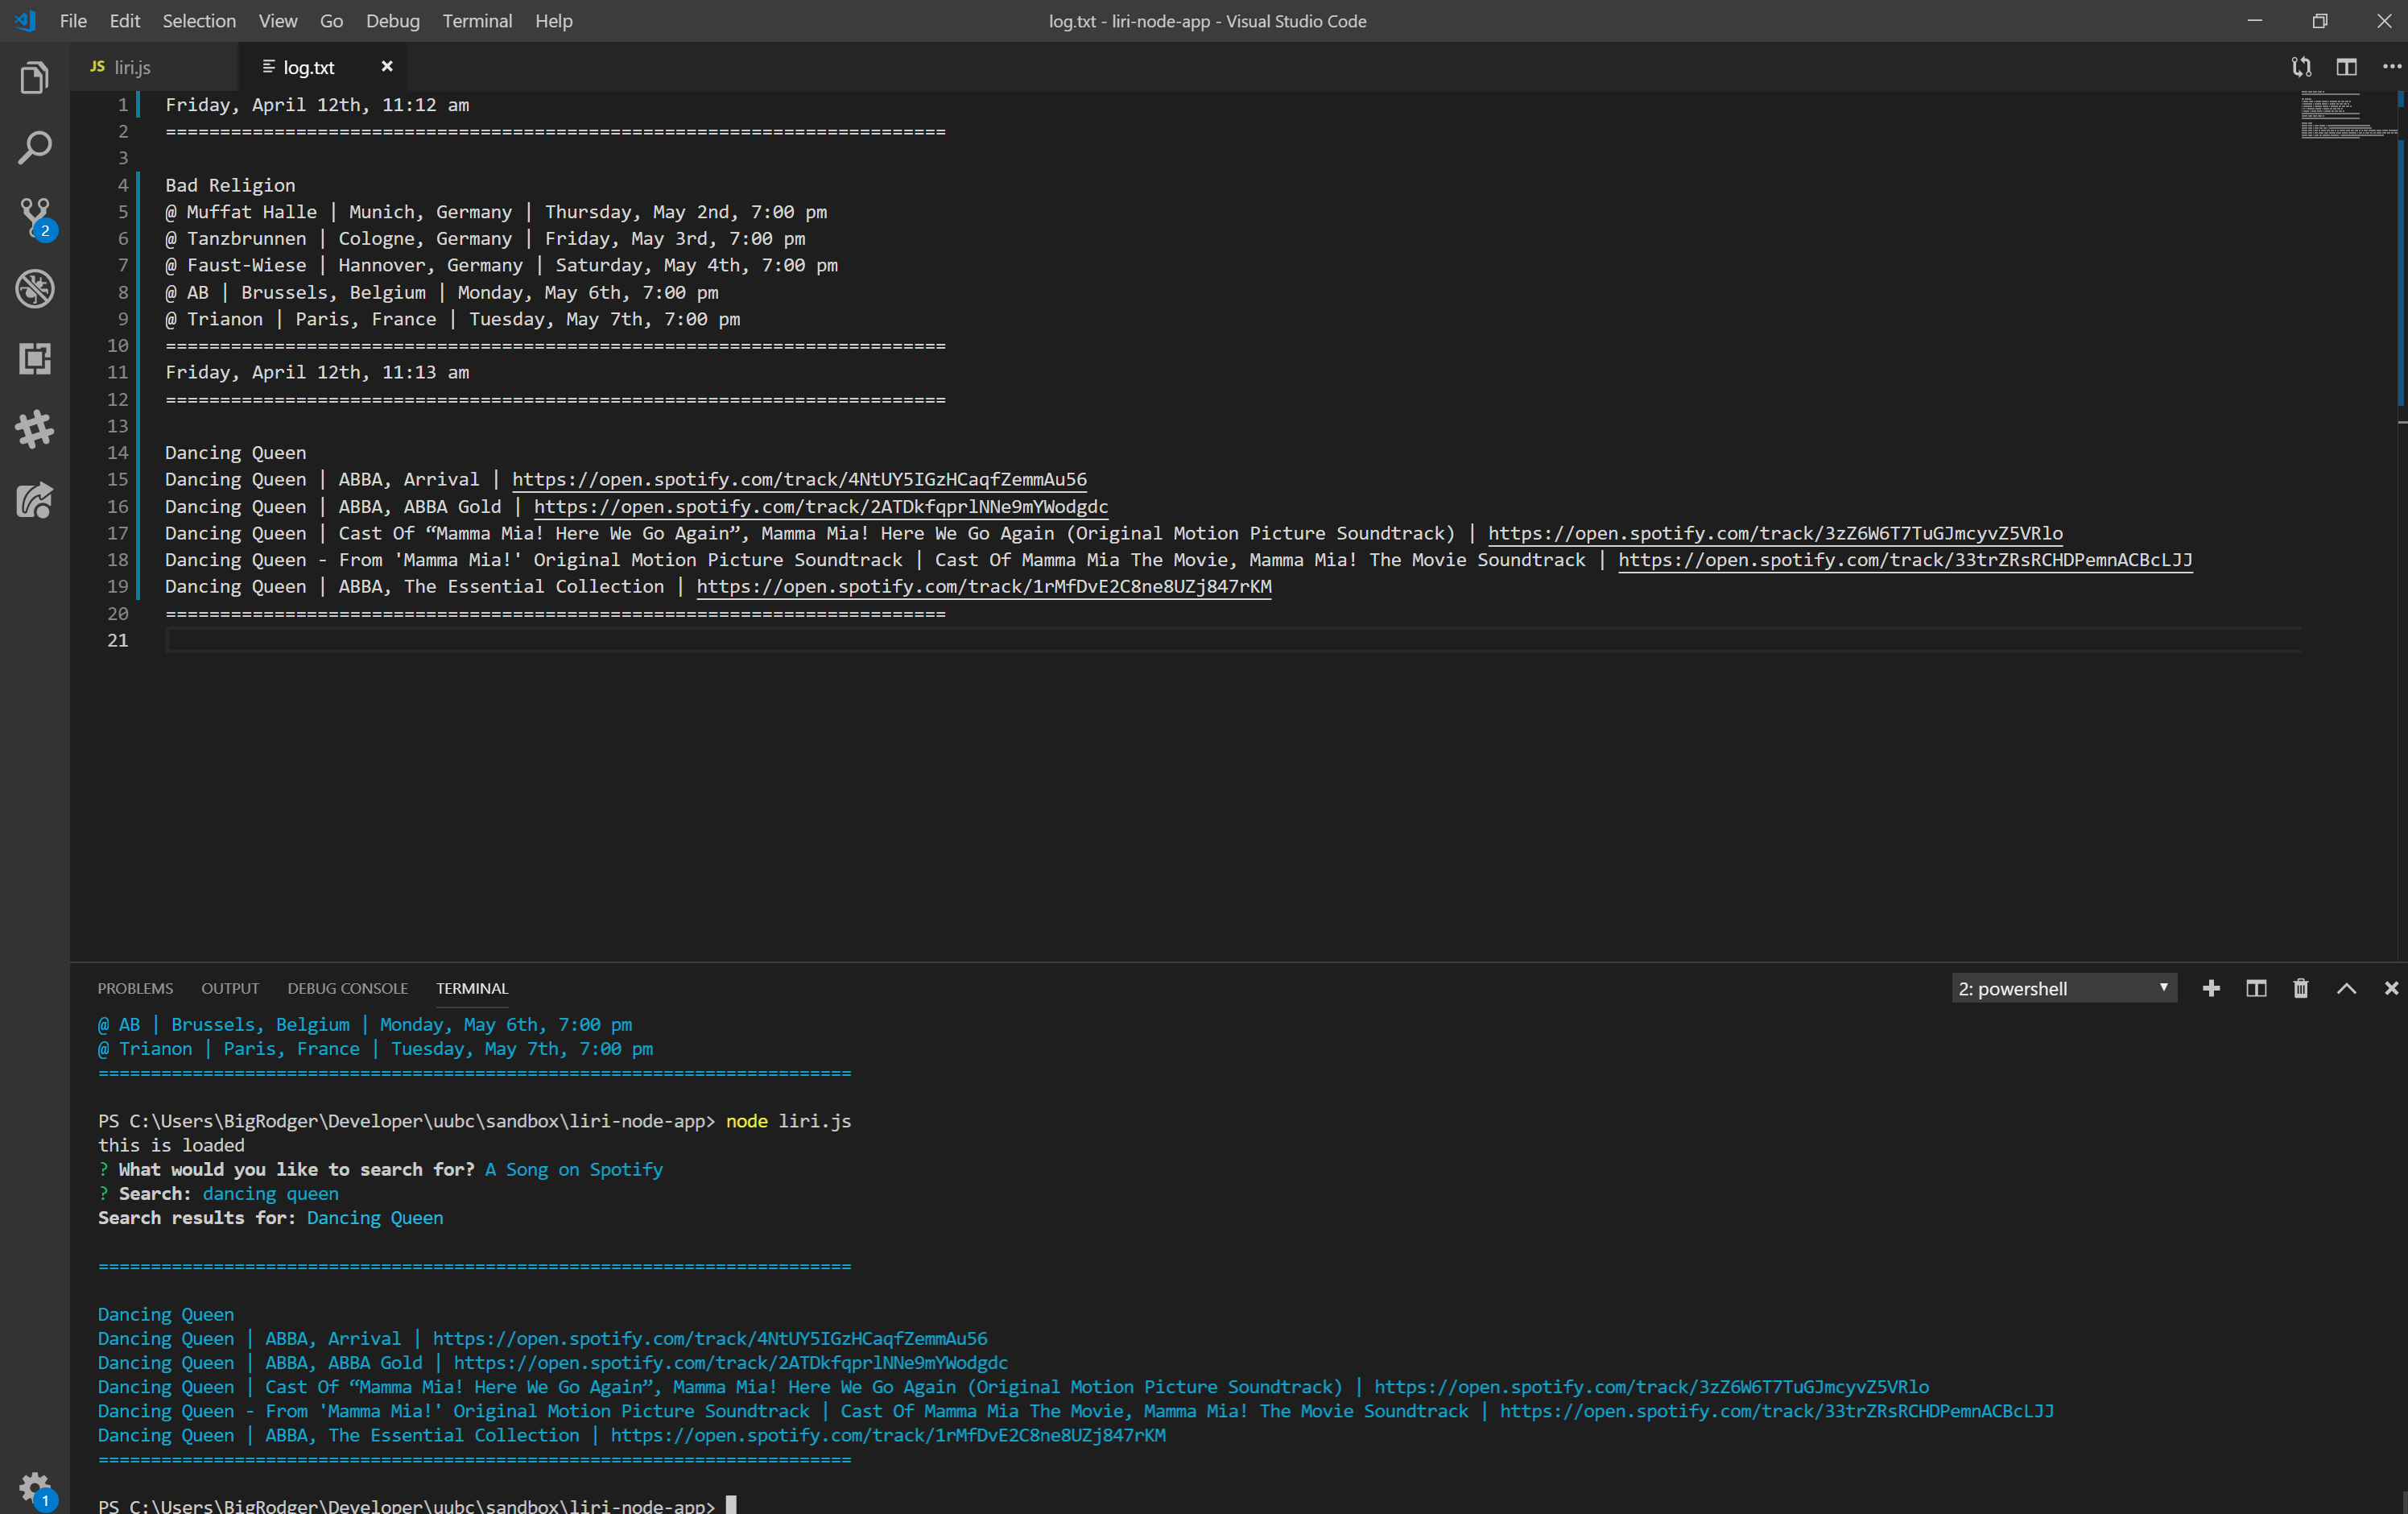 File Edit Selection View Go Debug Terminal Help
log.txt - liri-node-app - Visual Studio Code
JS liri.js
log.txt
1 Friday, April 12th, 11:12 am
2 ========================================================================
3
4 Bad Religion
5 @ Muffat Halle | Munich, Germany | Thursday, May 2nd, 7:00 pm
6 @ Tanzbrunnen | Cologne, Germany | Friday, May 3rd, 7:00 pm
7 @ Faust-Wiese | Hannover, Germany | Saturday, May 4th, 7:00 pm
8 @ AB | Brussels, Belgium | Monday, May 6th, 7:00 pm
9 @ Trianon | Paris, France | Tuesday, May 7th, 7:00 pm
10 ========================================================================
11 Friday, April 12th, 11:13 am
12 ========================================================================
13
14 Dancing Queen
15 Dancing Queen | ABBA, Arrival | https://open.spotify.com/track/4NtUY5IGzHCaqfZemmAu56
16 Dancing Queen | ABBA, ABBA Gold | https://open.spotify.com/track/2ATDkfqprlNNe9mYWodgdc
17 Dancing Queen | Cast Of “Mamma Mia! Here We Go Again”, Mamma Mia! Here We Go Again (Original Motion Picture Soundtrack) | https://open.spotify.com/track/3zZ6W6T7TuGJmcyvZ5VRlo
18 Dancing Queen - From 'Mamma Mia!' Original Motion Picture Soundtrack | Cast Of Mamma Mia The Movie, Mamma Mia! The Movie Soundtrack | https://open.spotify.com/track/33trZRsRCHDPemnACBcLJJ
19 Dancing Queen | ABBA, The Essential Collection | https://open.spotify.com/track/1rMfDvE2C8ne8UZj847rKM
20 ========================================================================
21
2
PROBLEMS OUTPUT DEBUG CONSOLE TERMINAL
2: powershell
@ AB | Brussels, Belgium | Monday, May 6th, 7:00 pm
@ Trianon | Paris, France | Tuesday, May 7th, 7:00 pm
========================================================================
PS C:\Users\BigRodger\Developer\uubc\sandbox\liri-node-app> node liri.js
this is loaded
? What would you like to search for? A Song on Spotify
? Search: dancing queen
Search results for: Dancing Queen
========================================================================
Dancing Queen
Dancing Queen | ABBA, Arrival | https://open.spotify.com/track/4NtUY5IGzHCaqfZemmAu56
Dancing Queen | ABBA, ABBA Gold | https://open.spotify.com/track/2ATDkfqprlNNe9mYWodgdc
Dancing Queen | Cast Of “Mamma Mia! Here We Go Again”, Mamma Mia! Here We Go Again (Original Motion Picture Soundtrack) | https://open.spotify.com/track/3zZ6W6T7TuGJmcyvZ5VRlo
Dancing Queen - From 'Mamma Mia!' Original Motion Picture Soundtrack | Cast Of Mamma Mia The Movie, Mamma Mia! The Movie Soundtrack | https://open.spotify.com/track/33trZRsRCHDPemnACBcLJJ
Dancing Queen | ABBA, The Essential Collection | https://open.spotify.com/track/1rMfDvE2C8ne8UZj847rKM
========================================================================
PS C:\Users\BigRodger\Developer\uubc\sandbox\liri-node-app>
1